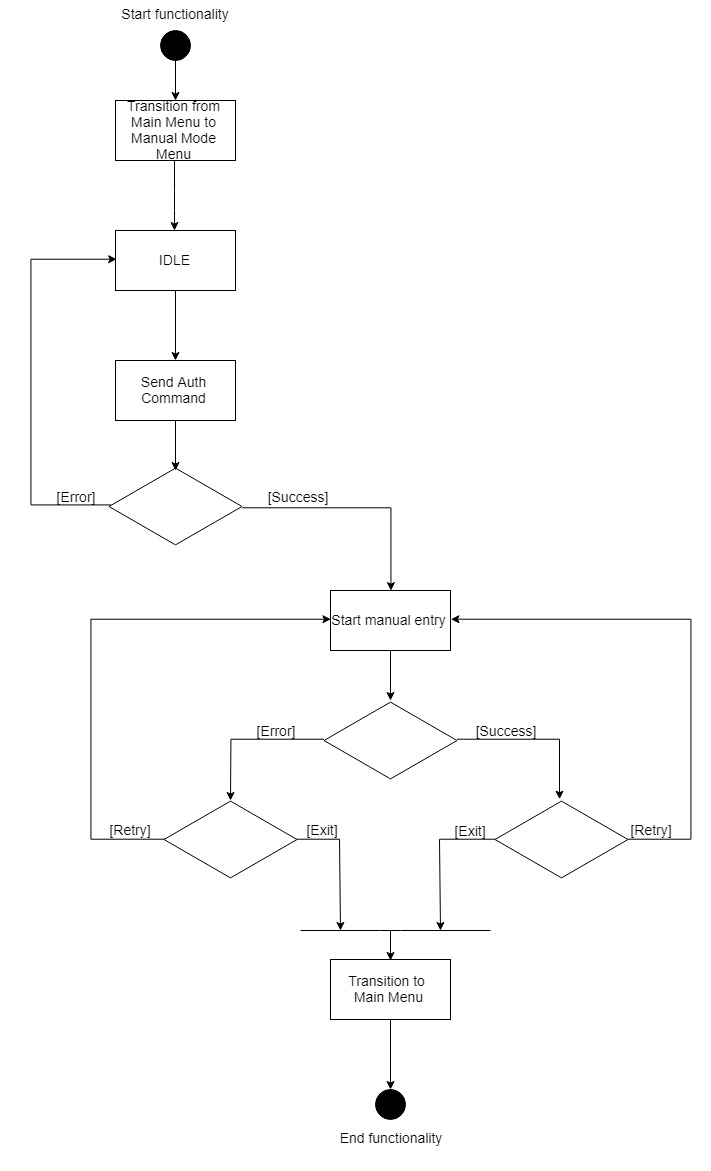 Start functionality
Transition from
Main Menu to
Manual Mode
Menu
IDLE
Send Auth
Command
[Error]
[Success]
Start manual entry
[Error]
[Success]
[Retry]
[Exit]
[Exit]
[Retry]
Transition to
Main Menu
End functionality